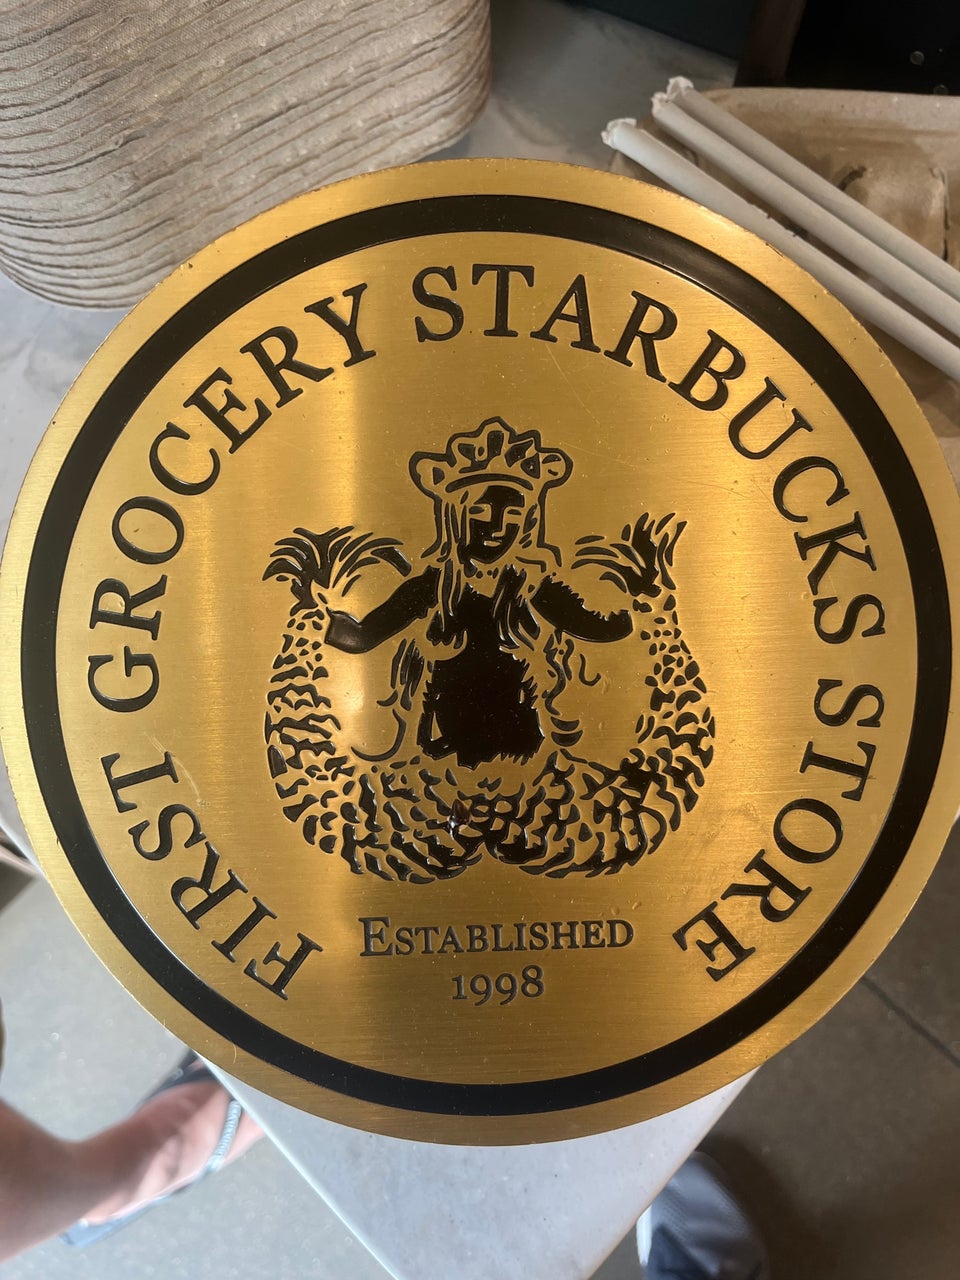 FIRST GROCERY STARBUCKS STORE
ESTABLISHED
1998